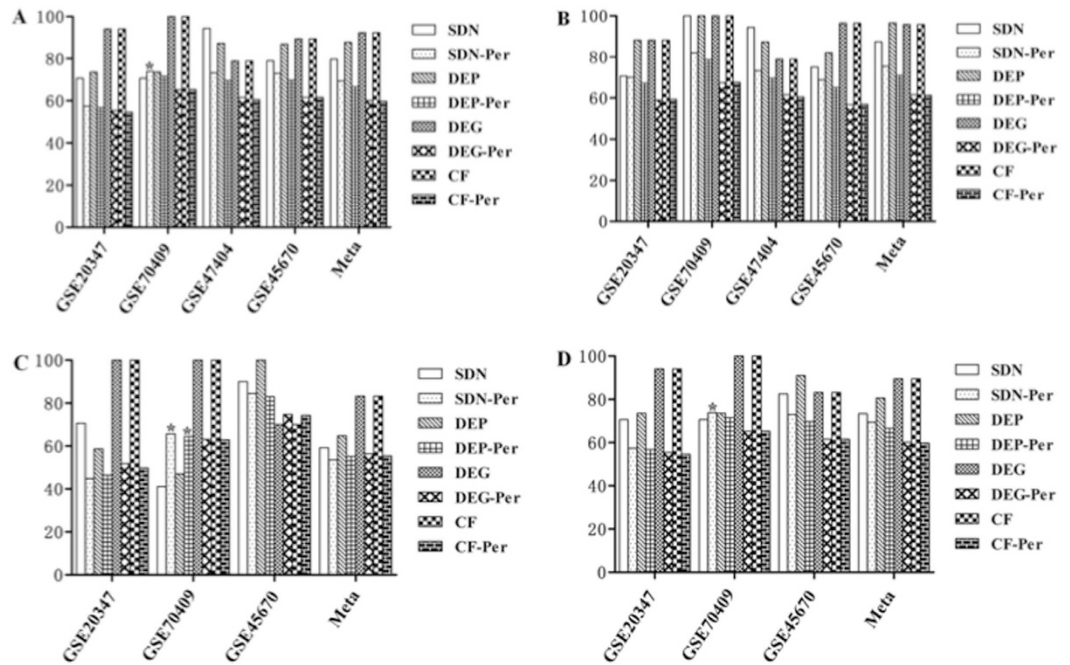 A
100
80
60
40
20
0
GSE20347
GSE70409
GSE47404
GSE45670
Meta
SDN
SDN-Per
DEP
DEP-Per
DEG
DEG-Per
CF
CF-Per
B
100
80
60
40
20
0
GSE20347
GSE70409
GSE47404
GSE45670
Meta
SDN
SDN-Per
DEP
DEP-Per
DEG
DEG-Per
CF
CF-Per
C
100
80
60
40
20
0
GSE20347
GSE70409
GSE45670
Meta
SDN
SDN-Per
DEP
DEP-Per
DEG
DEG-Per
CF
CF-Per
D
100
80
60
40
20
0
GSE20347
GSE70409
GSE45670
Meta
SDN
SDN-Per
DEP
DEP-Per
DEG
DEG-Per
CF
CF-Per